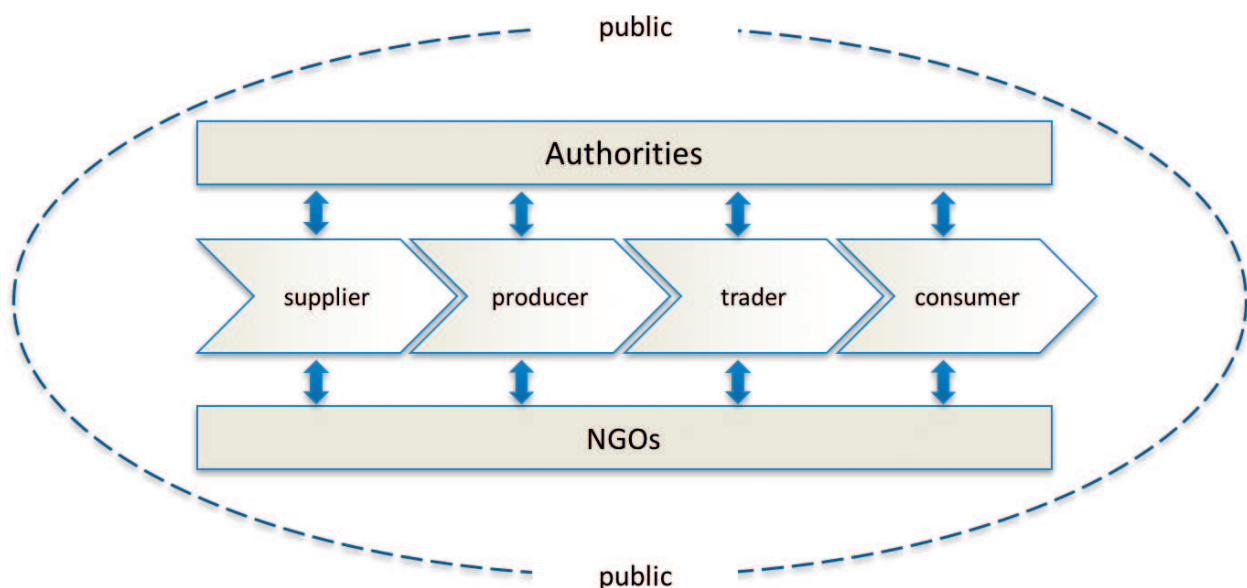 public
Authorities
supplier
producer
trader
consumer
NGOs
public